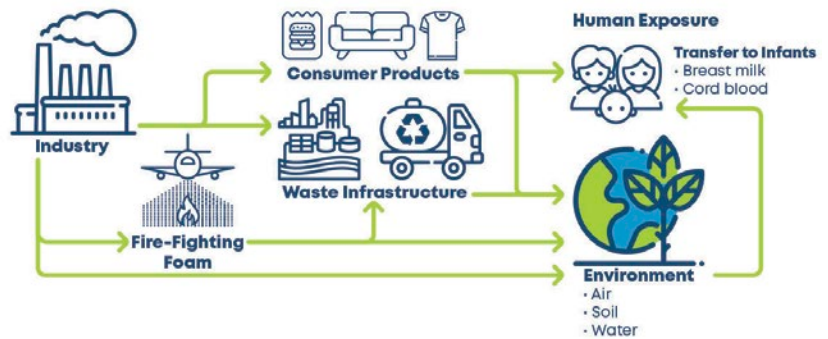 Industry
Fire-Fighting
Foam
Consumer Products
Waste Infrastructure
Human Exposure
Transfer to Infants
· Breast milk
· Cord blood
Environment
· Air
· Soil
· Water